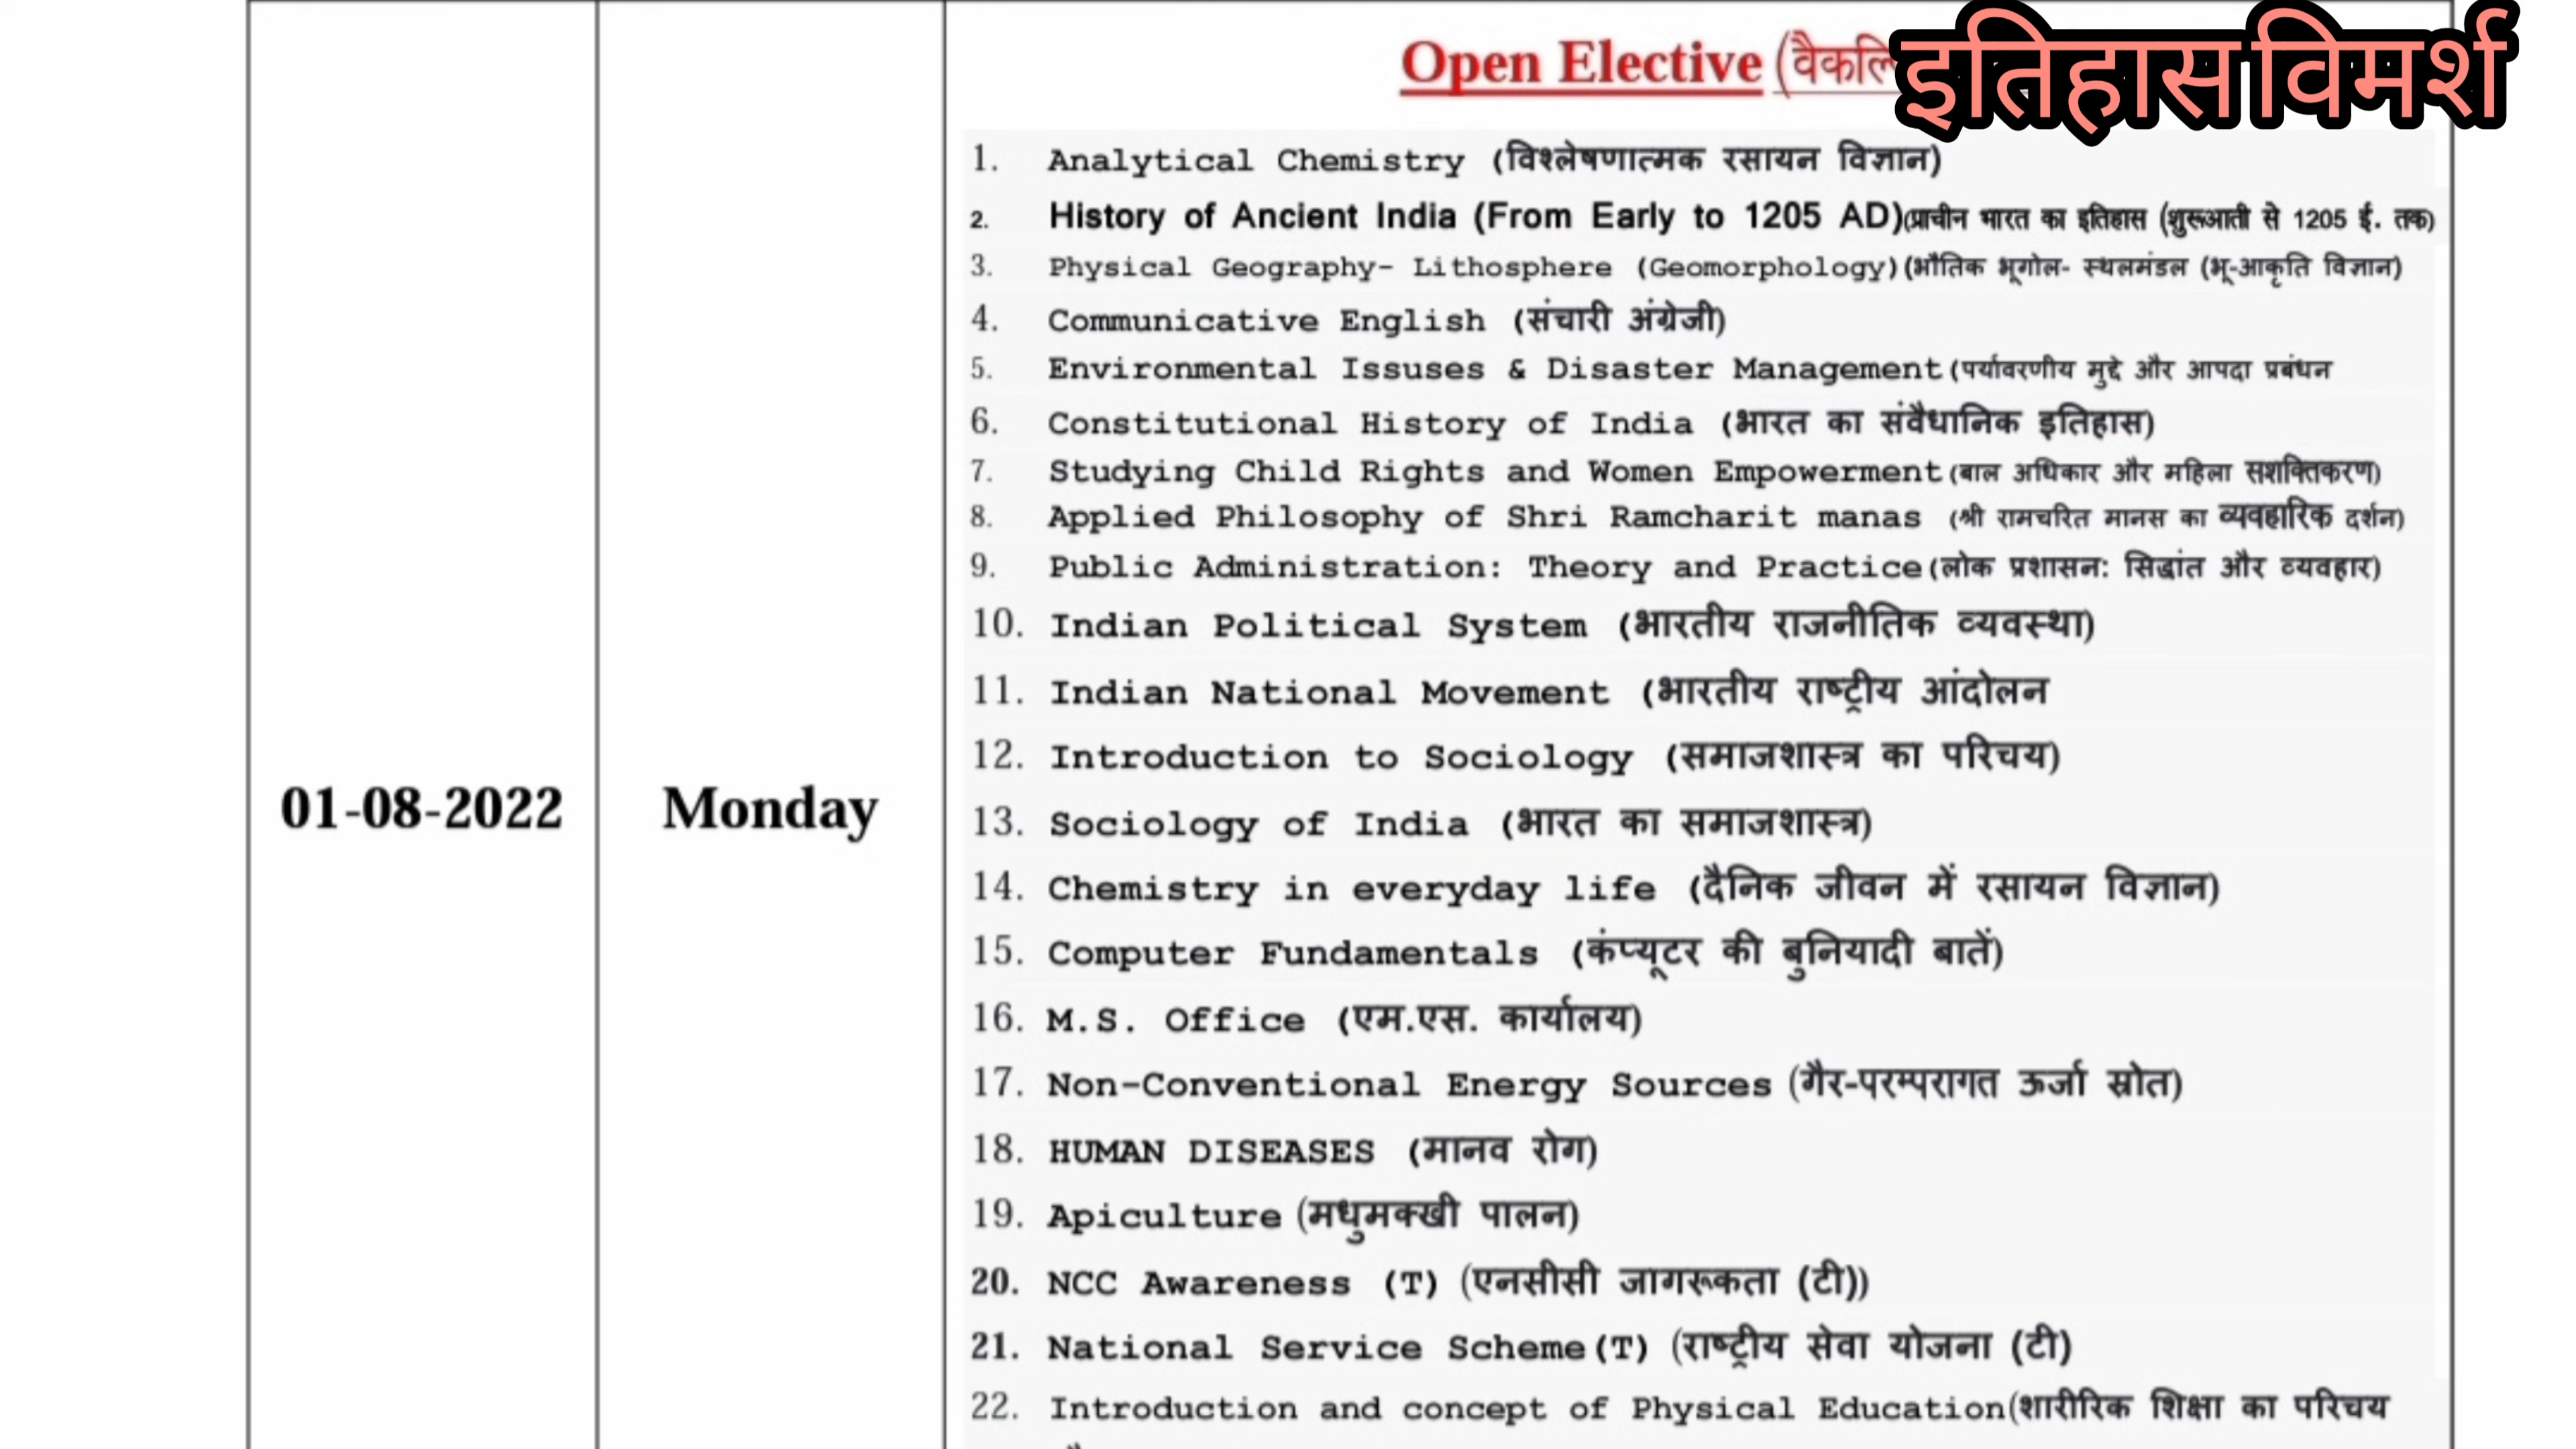 Open Elective (वैकल्पि
इतिहास विमर्श
01-08-2022
Monday
1. Analytical Chemistry (विश्लेषणात्मक रसायन विज्ञान)
2. History of Ancient India (From Early to 1205 AD)(प्राचीन भारत का इतिहास (शुरूआती से 1205 ई. तक)
3. Physical Geography- Lithosphere (Geomorphology)(भौतिक भूगोल- स्थलमंडल (भू-आकृति विज्ञान)
4. Communicative English (संचारी अंग्रेजी)
5. Environmental Issuses & Disaster Management(पर्यावरणीय मुद्दे और आपदा प्रबंधन
6. Constitutional History of India (भारत का संवैधानिक इतिहास)
7. Studying Child Rights and Women Empowerment(बाल अधिकार और महिला सशक्तिकरण)
8. Applied Philosophy of Shri Ramcharit manas (श्री रामचरित मानस का व्यवहारिक दर्शन)
9. Public Administration: Theory and Practice(लोक प्रशासन: सिद्धांत और व्यवहार)
10. Indian Political System (भारतीय राजनीतिक व्यवस्था)
11. Indian National Movement (भारतीय राष्ट्रीय आंदोलन
12. Introduction to Sociology (समाजशास्त्र का परिचय)
13. Sociology of India (भारत का समाजशास्त्र)
14. Chemistry in everyday life (दैनिक जीवन में रसायन विज्ञान)
15. Computer Fundamentals (कंप्यूटर की बुनियादी बातें)
16. M.S. Office (एम.एस. कार्यालय)
17. Non-Conventional Energy Sources (गैर-परम्परागत ऊर्जा स्रोत)
18. HUMAN DISEASES (मानव रोग)
19. Apiculture (मधुमक्खी पालन)
20. NCC Awareness (T) (एनसीसी जागरूकता (टी))
21. National Service Scheme(T) (राष्ट्रीय सेवा योजना (टी)
22. Introduction and concept of Physical Education(शारीरिक शिक्षा का परिचय